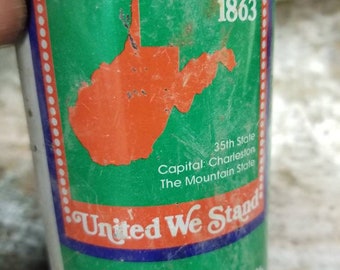 1863
35th State
Capital: Charleston
The Mountain State
United We Stand